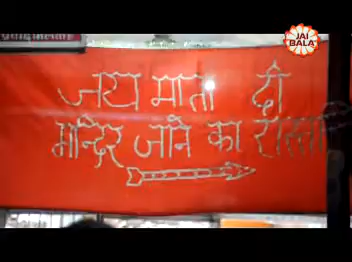 JAI
BALA
जय माता दी
मन्दिर जाने का रास्ता